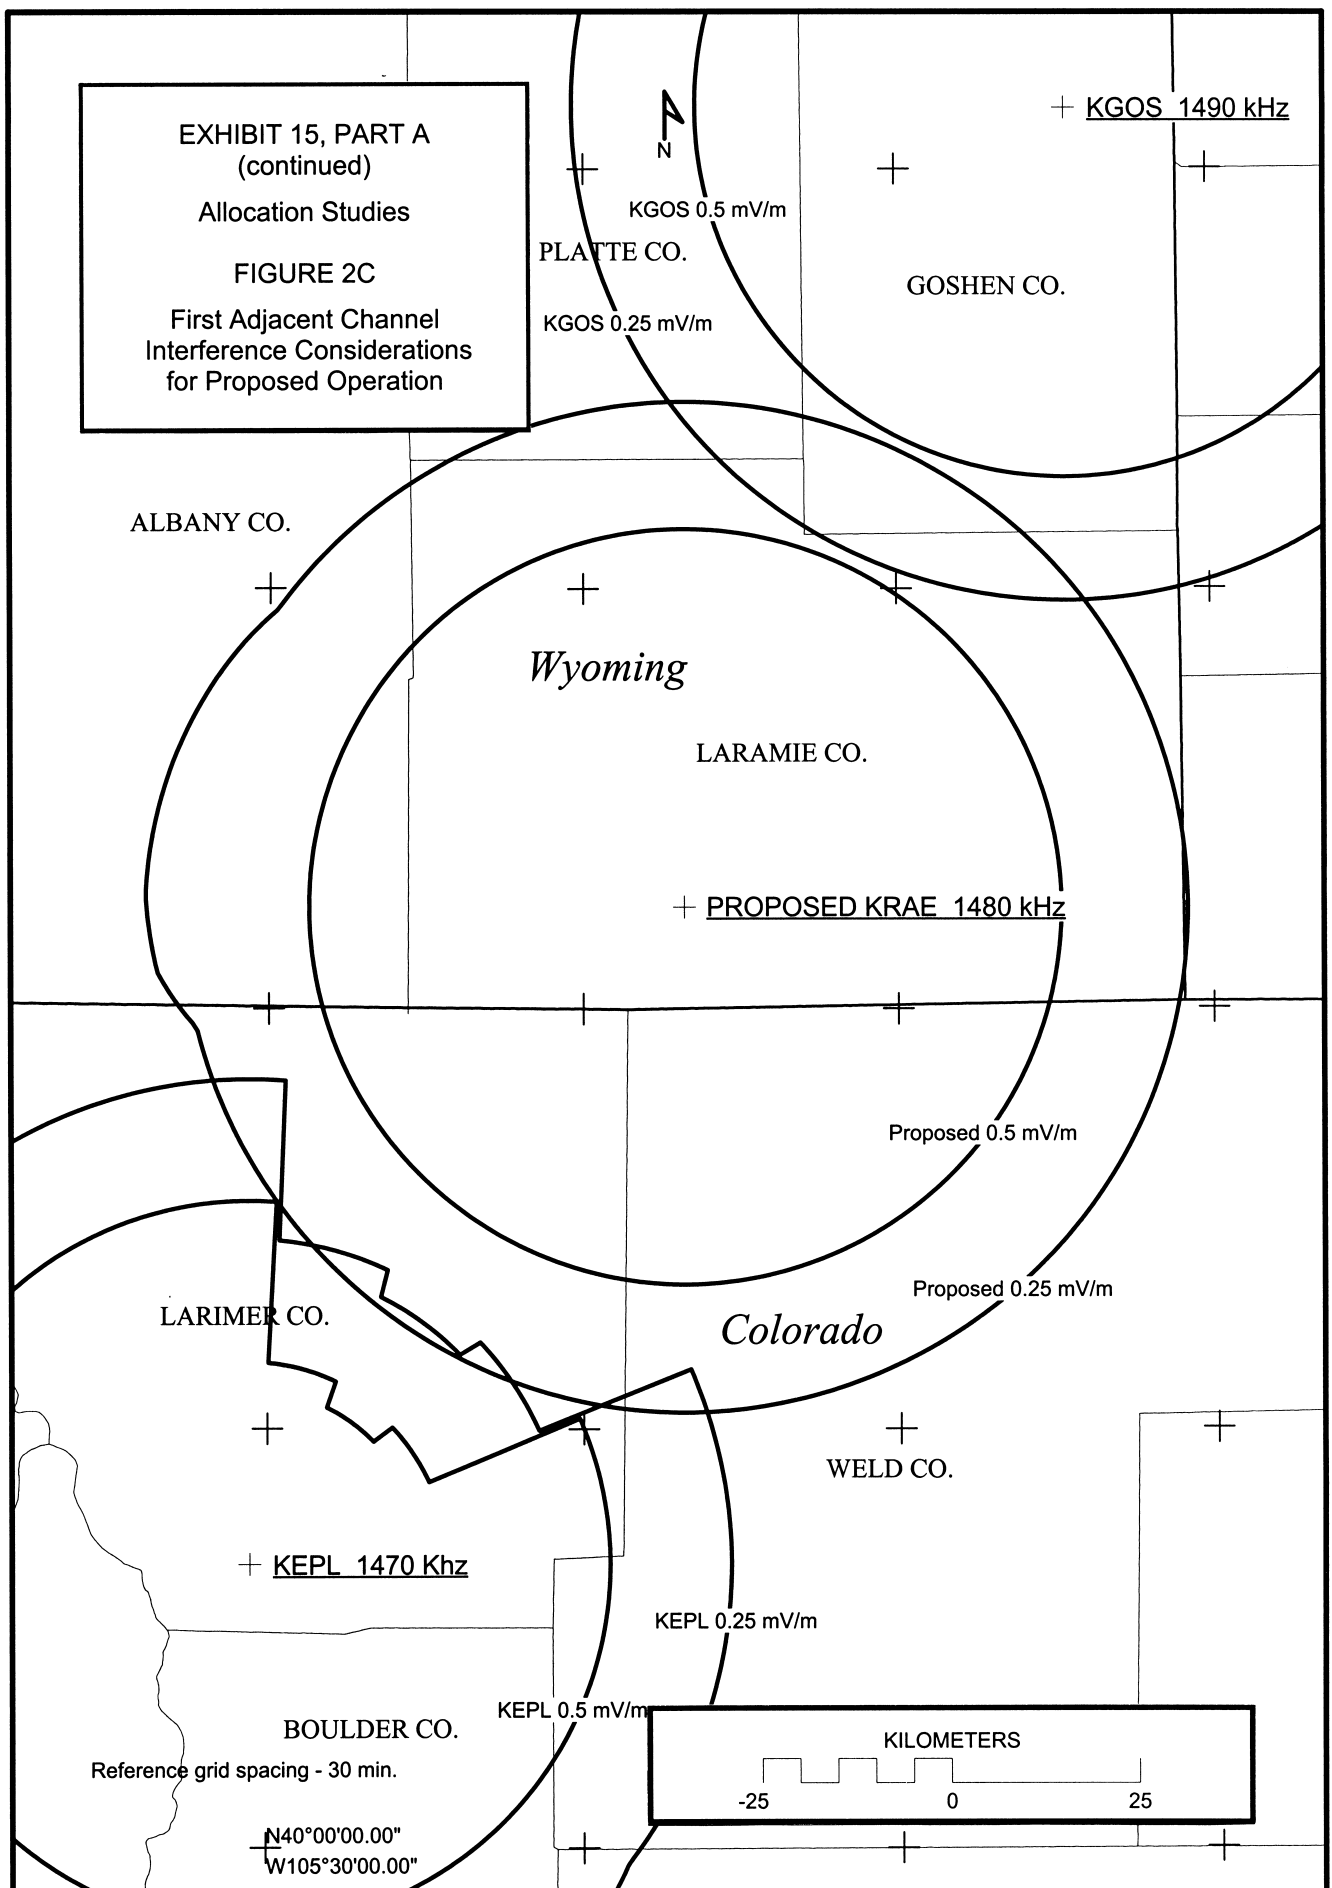 EXHIBIT 15, PART A
(continued)
Allocation Studies
FIGURE 2C
First Adjacent Channel
Interference Considerations
for Proposed Operation
N
KGOS 1490 kHz
KGOS 0.5 mV/m
PLATTE CO.
GOSHEN CO.
KGOS 0.25 mV/m
ALBANY CO.
Wyoming
LARAMIE CO.
PROPOSED KRAE 1480 kHz
Proposed 0.5 mV/m
Proposed 0.25 mV/m
LARIMER CO.
Colorado
WELD CO.
KEPL 1470 Khz
KEPL 0.25 mV/m
KEPL 0.5 mV/m
BOULDER CO.
KILOMETERS
-25 0 25
Reference grid spacing - 30 min.
N40°00'00.00"
W105°30'00.00"